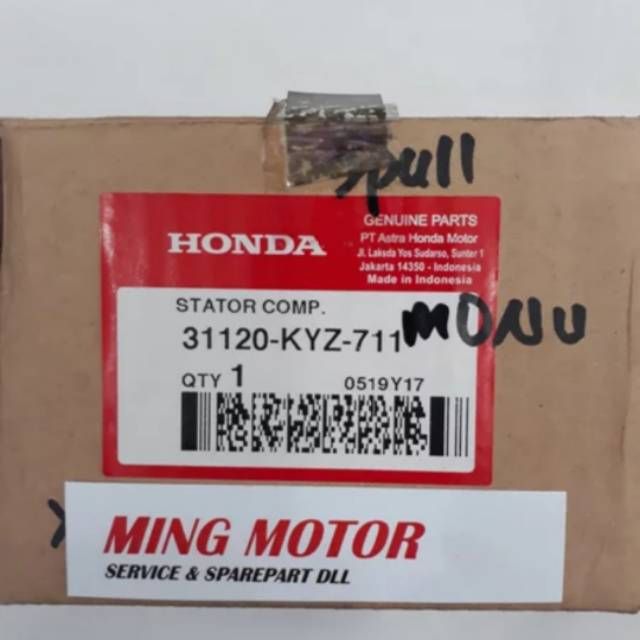 spull
HONDA
GENUINE PARTS
PT Astra Honda Motor
Jl. Laksda Yos Sudarso, Sunter 1
Jakarta 14350 - Indonesia
Made in Indonesia
STATOR COMP.
31120-KYZ-711
MONU
QTY 1
0519Y17
MING MOTOR
SERVICE & SPAREPART DLL